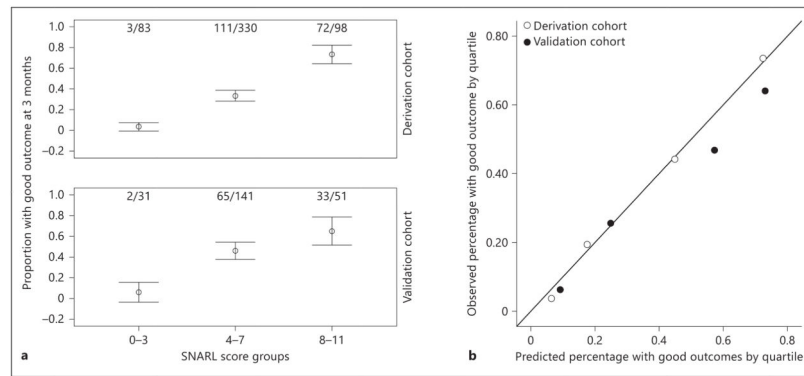 3/83 111/330 72/98
1.0
0.8
0.6
0.4
0.2
0
–0.2
Derivation cohort
Proportion with good outcome at 3 months
2/31 65/141 33/51
1.0
0.8
0.6
0.4
0.2
0
–0.2
Validation cohort
0–3 4–7 8–11
a SNARL score groups
Derivation cohort
Validation cohort
Observed percentage with good outcome by quartile
0.80
0.60
0.40
0.20
0
0 0.2 0.4 0.6 0.8
b Predicted percentage with good outcomes by quartile